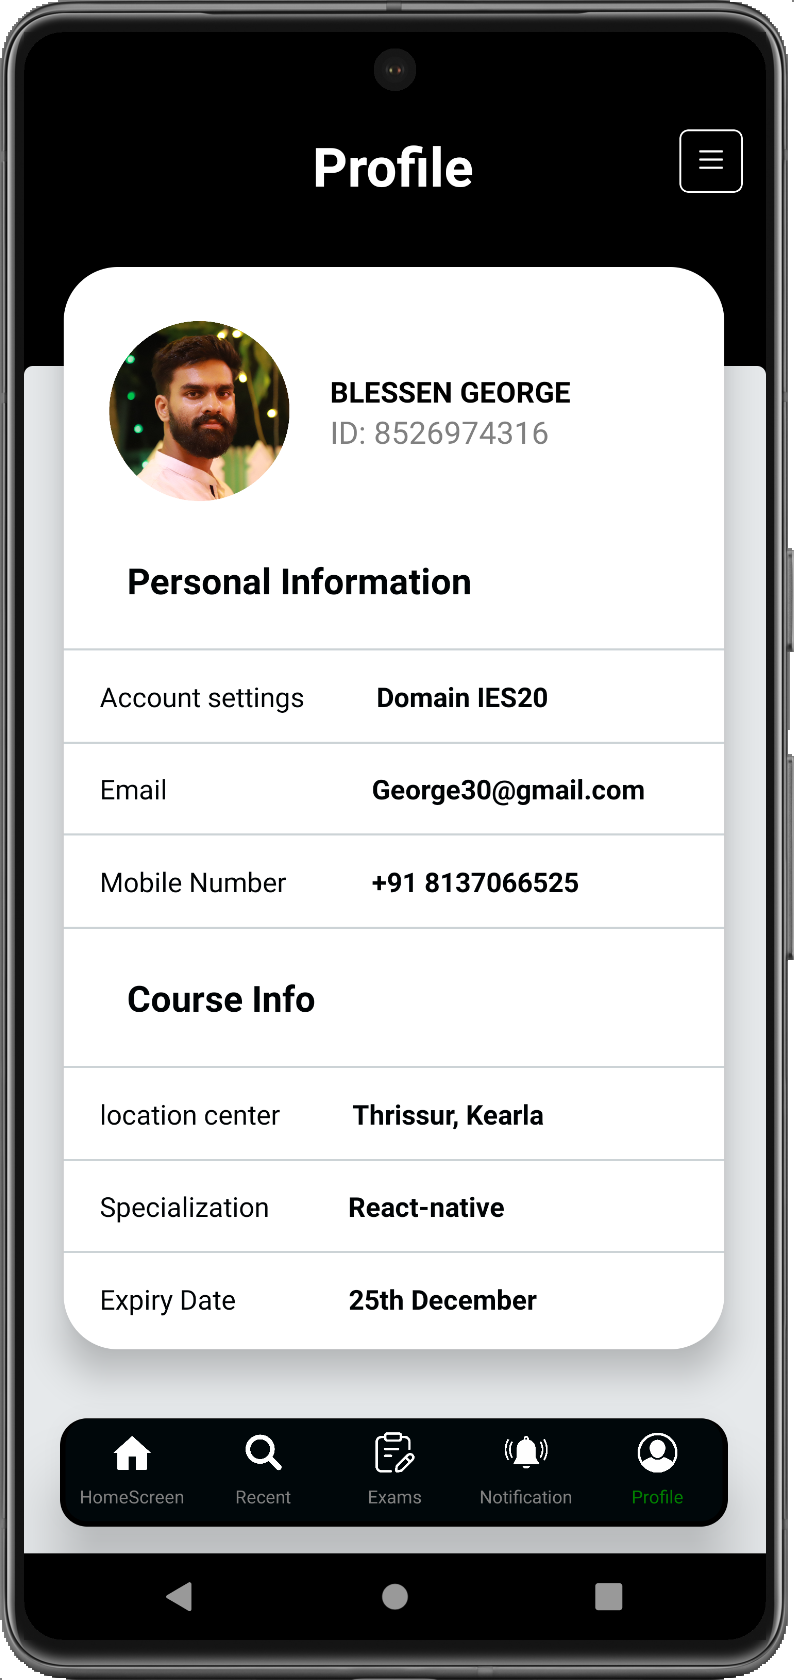 Profile
BLESSEN GEORGE
ID: 8526974316
Personal Information
Account settings Domain IES20
Email George30@gmail.com
Mobile Number +91 8137066525
Course Info
location center Thrissur, Kearla
Specialization React-native
Expiry Date 25th December
HomeScreen Recent Exams Notification Profile